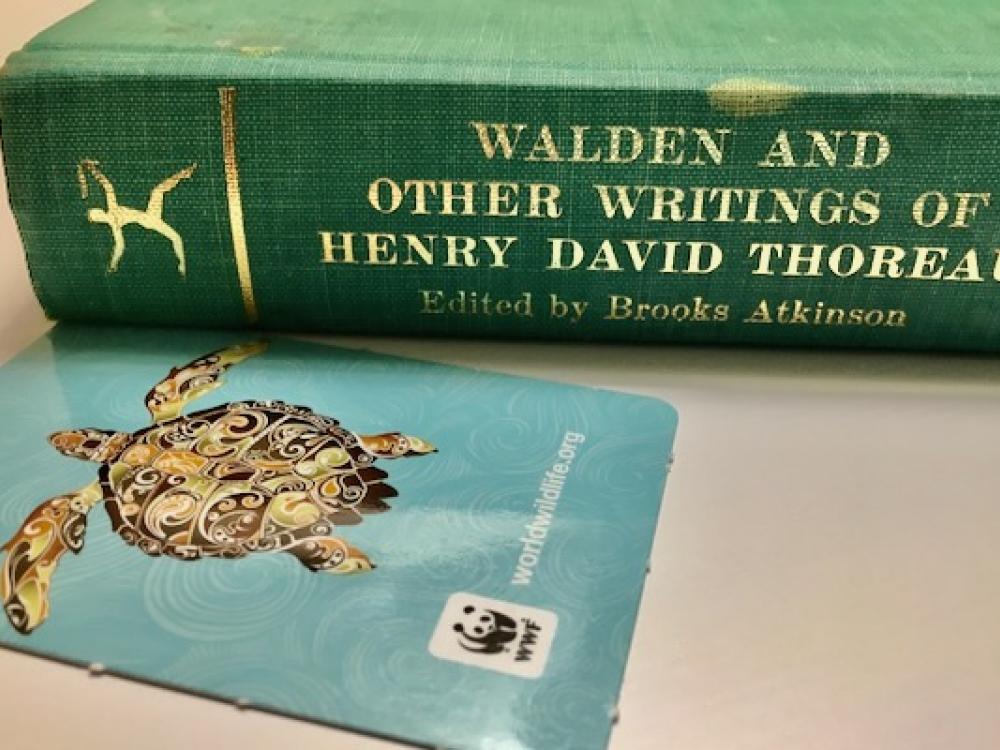 WALDEN AND
OTHER WRITINGS OF
HENRY DAVID THOREAU
Edited by Brooks Atkinson
worldwildlife.org
WWF